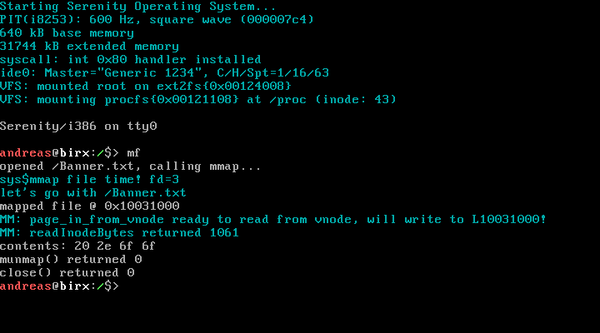 Starting Serenity Operating System...
PIT(i8253): 600 Hz, square wave (000007c4)
640 kB base memory
31744 kB extended memory
syscall: int 0x80 handler installed
ide0: Master="Generic 1234", C/H/Spt=1/16/63
VFS: mounted root on ext2fs{0x00124008}
VFS: mounting procfs{0x00121108} at /proc (inode: 43)
Serenity/i386 on tty0
andreas@birx:/$> mf
opened /Banner.txt, calling mmap...
sys$mmap file time! fd=3
let's go with /Banner.txt
mapped file @ 0x10031000
MM: page_in_from_vnode ready to read from vnode, will write to L10031000!
MM: readInodeBytes returned 1061
contents: 20 2e 6f 6f
munmap() returned 0
close() returned 0
andreas@birx:/$>